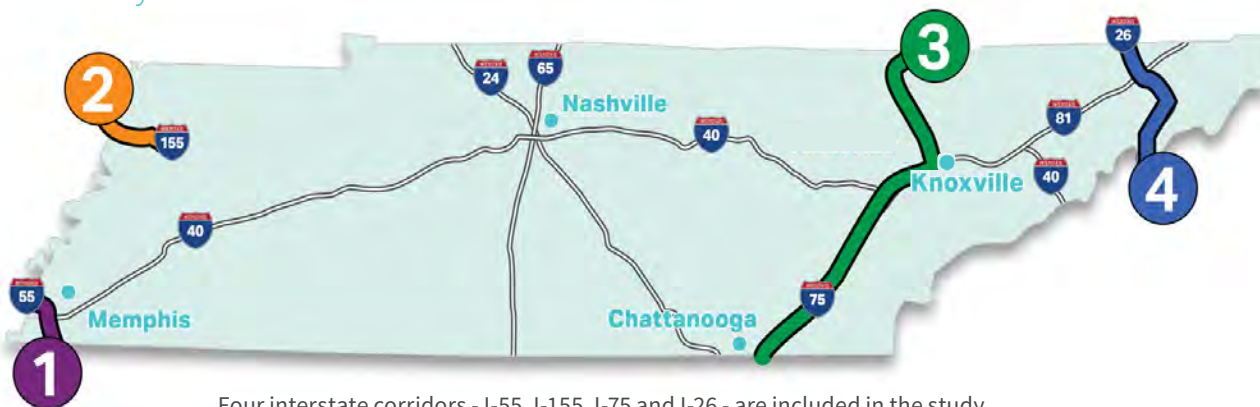 26
3
2
24
65
Nashville
155
81
40
Knoxville
40
4
40
55
75
Memphis
Chattanooga
1
Four interstate corridors - I-55, I-155, I-75 and I-26 - are included in the study